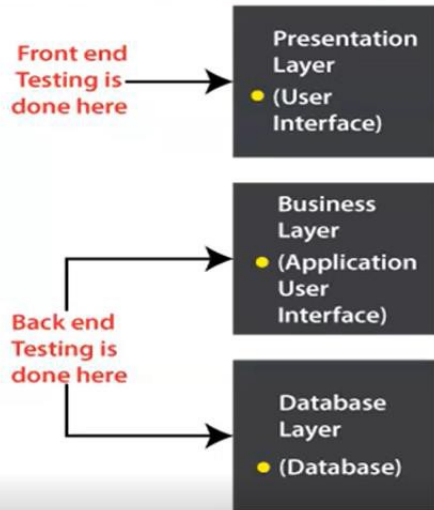 Front end
Testing is
done here
Presentation
Layer
(User
Interface)
Business
Layer
(Application
User
Interface)
Back end
Testing is
done here
Database
Layer
(Database)